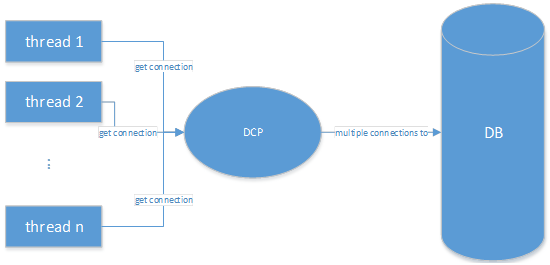 thread 1
get connection
thread 2
get connection
DCP
multiple connections to
DB
get connection
thread n